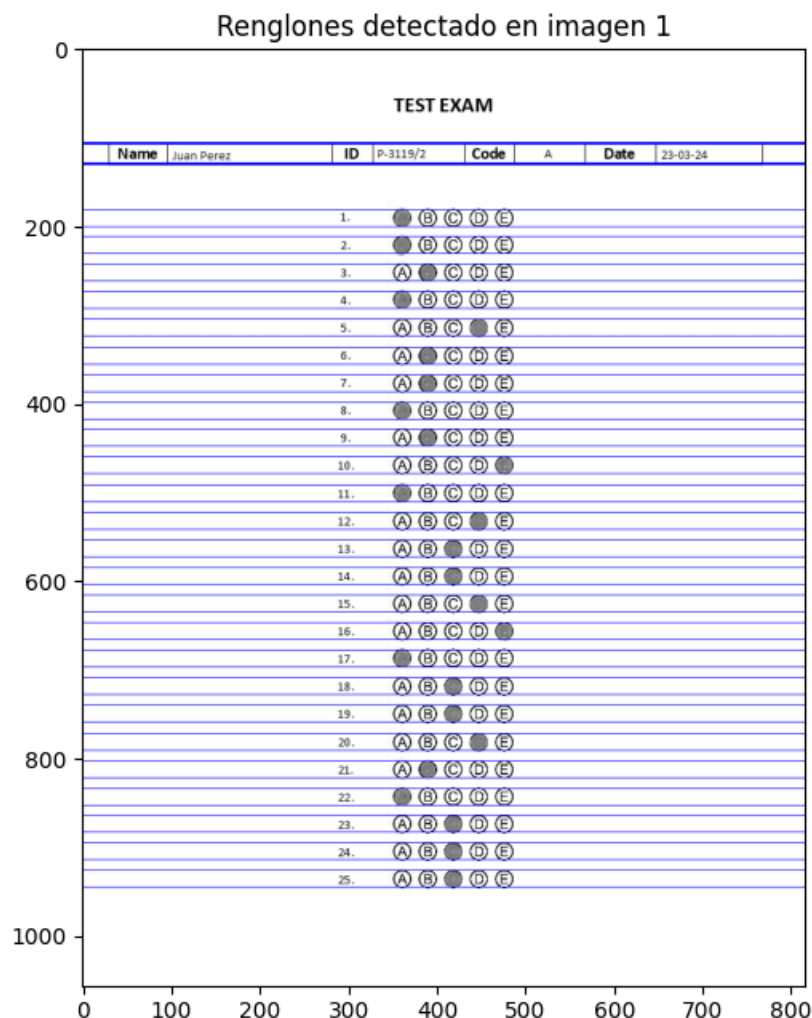 Renglones detectado en imagen 1
0
TEST EXAM
Name Juan Perez ID P-3119/2 Code A Date 23-03-24
1. B C D E
200
2. B C D E
3. A C D E
4. B C D E
5. A B C E
6. A C D E
7. A C D E
400
8. B C D E
9. A C D E
10. A B C D
11. B C D E
12. A B C E
13. A B D E
14. A B D E
600
15. A B C E
16. A B C D
17. B C D E
18. A B D E
19. A B D E
800
20. A B C E
21. A C D E
22. B C D E
23. A B D E
24. A B D E
25. A B D E
1000
0 100 200 300 400 500 600 700 800